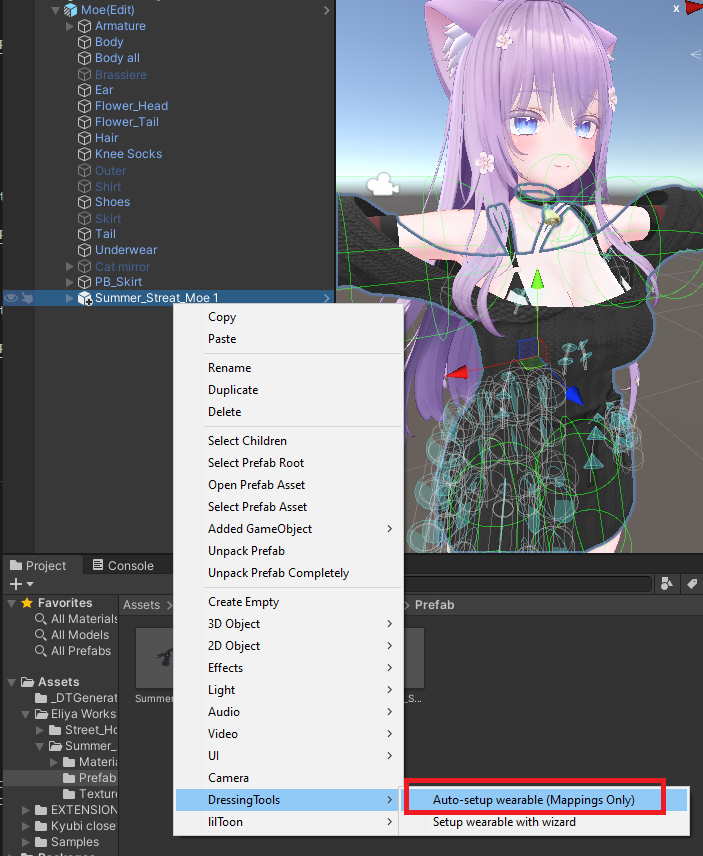 Moe(Edit)
Armature
Body
Body all
Brassiere
Ear
Flower_Head
Flower_Tail
Hair
Knee Socks
Outer
Shirt
Shoes
Skirt
Tail
Underwear
Cat mirror
PB_Skirt
Summer_Streat_Moe 1
x
Copy
Paste
Rename
Duplicate
Delete
Select Children
Select Prefab Root
Open Prefab Asset
Select Prefab Asset
Added GameObject
Unpack Prefab
Unpack Prefab Completely
Create Empty
3D Object
2D Object
Effects
Light
Audio
Video
UI
Camera
DressingTools
lilToon
Auto-setup wearable (Mappings Only)
Setup wearable with wizard
Project
Console
Favorites
All Materials
All Models
All Prefabs
Assets
_DTGenerat
Eliya Works
Street_Ho
Summer_
Materia
Prefab
Texture
EXTENSION
Kyubi close
Samples
Assets
Prefab
Summer
_S...